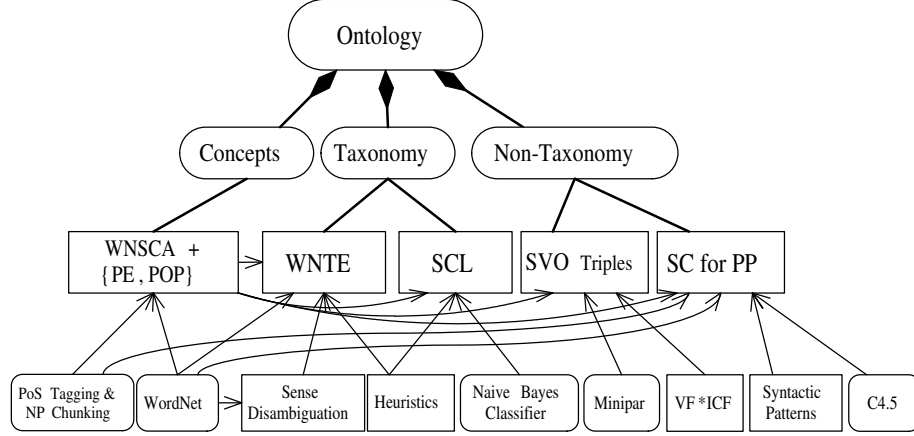 Ontology
Concepts
Taxonomy
Non-Taxonomy
WNSCA +
{PE , POP}
WNTE
SCL
SVO Triples
SC for PP
PoS Tagging &
NP Chunking
WordNet
Sense
Disambiguation
Heuristics
Naive Bayes
Classifier
Minipar
VF *ICF
Syntactic
Patterns
C4.5